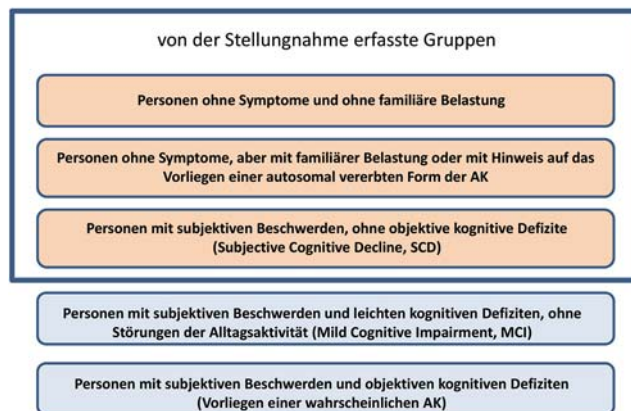 von der Stellungnahme erfasste Gruppen
Personen ohne Symptome und ohne familiäre Belastung
Personen ohne Symptome, aber mit familiärer Belastung oder mit Hinweis auf das
Vorliegen einer autosomal vererbten Form der AK
Personen mit subjektiven Beschwerden, ohne objektive kognitive Defizite
(Subjective Cognitive Decline, SCD)
Personen mit subjektiven Beschwerden und leichten kognitiven Defiziten, ohne
Störungen der Alltagsaktivität (Mild Cognitive Impairment, MCI)
Personen mit subjektiven Beschwerden und objektiven kognitiven Defiziten
(Vorliegen einer wahrscheinlichen AK)